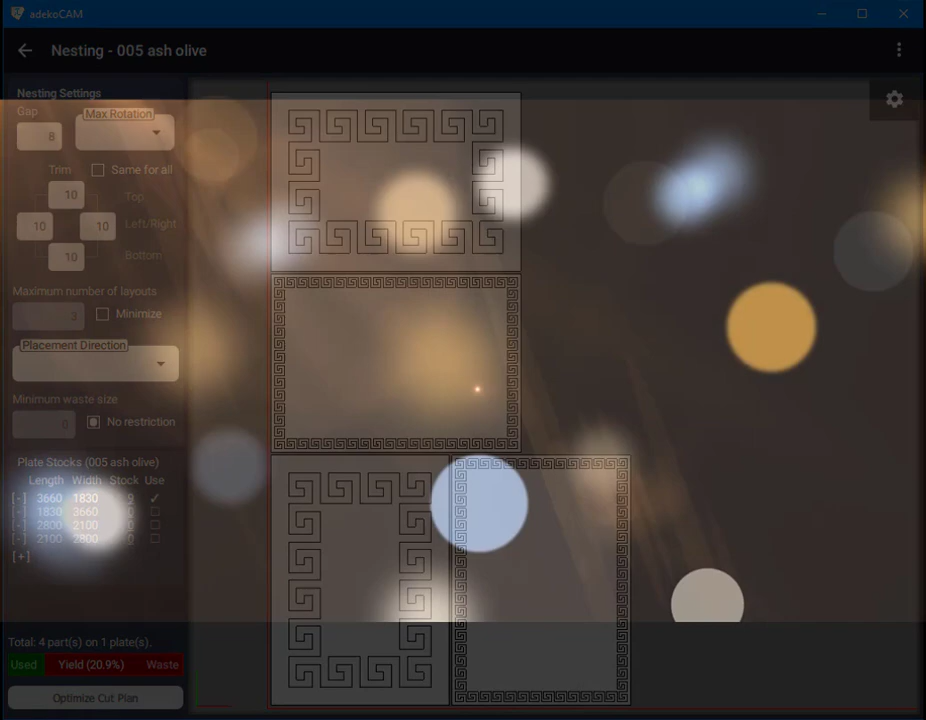 adekoCAM
Nesting - 005 ash olive
Nesting Settings
Gap
Max Rotation
8
Trim
Same for all
10
Top
10
10
Left/Right
10
Bottom
Maximum number of layouts
3
Minimize
Placement Direction
Minimum waste size
0
No restriction
Plate Stocks (005 ash olive)
Length Width Stock Use
[-] 3660 1830 9 ✓
[-] 1830 3660 0
[-] 2800 2100 0
[-] 2100 2800 0
[+]
Total: 4 part(s) on 1 plate(s).
Used Yield (20.9%) Waste
Optimize Cut Plan